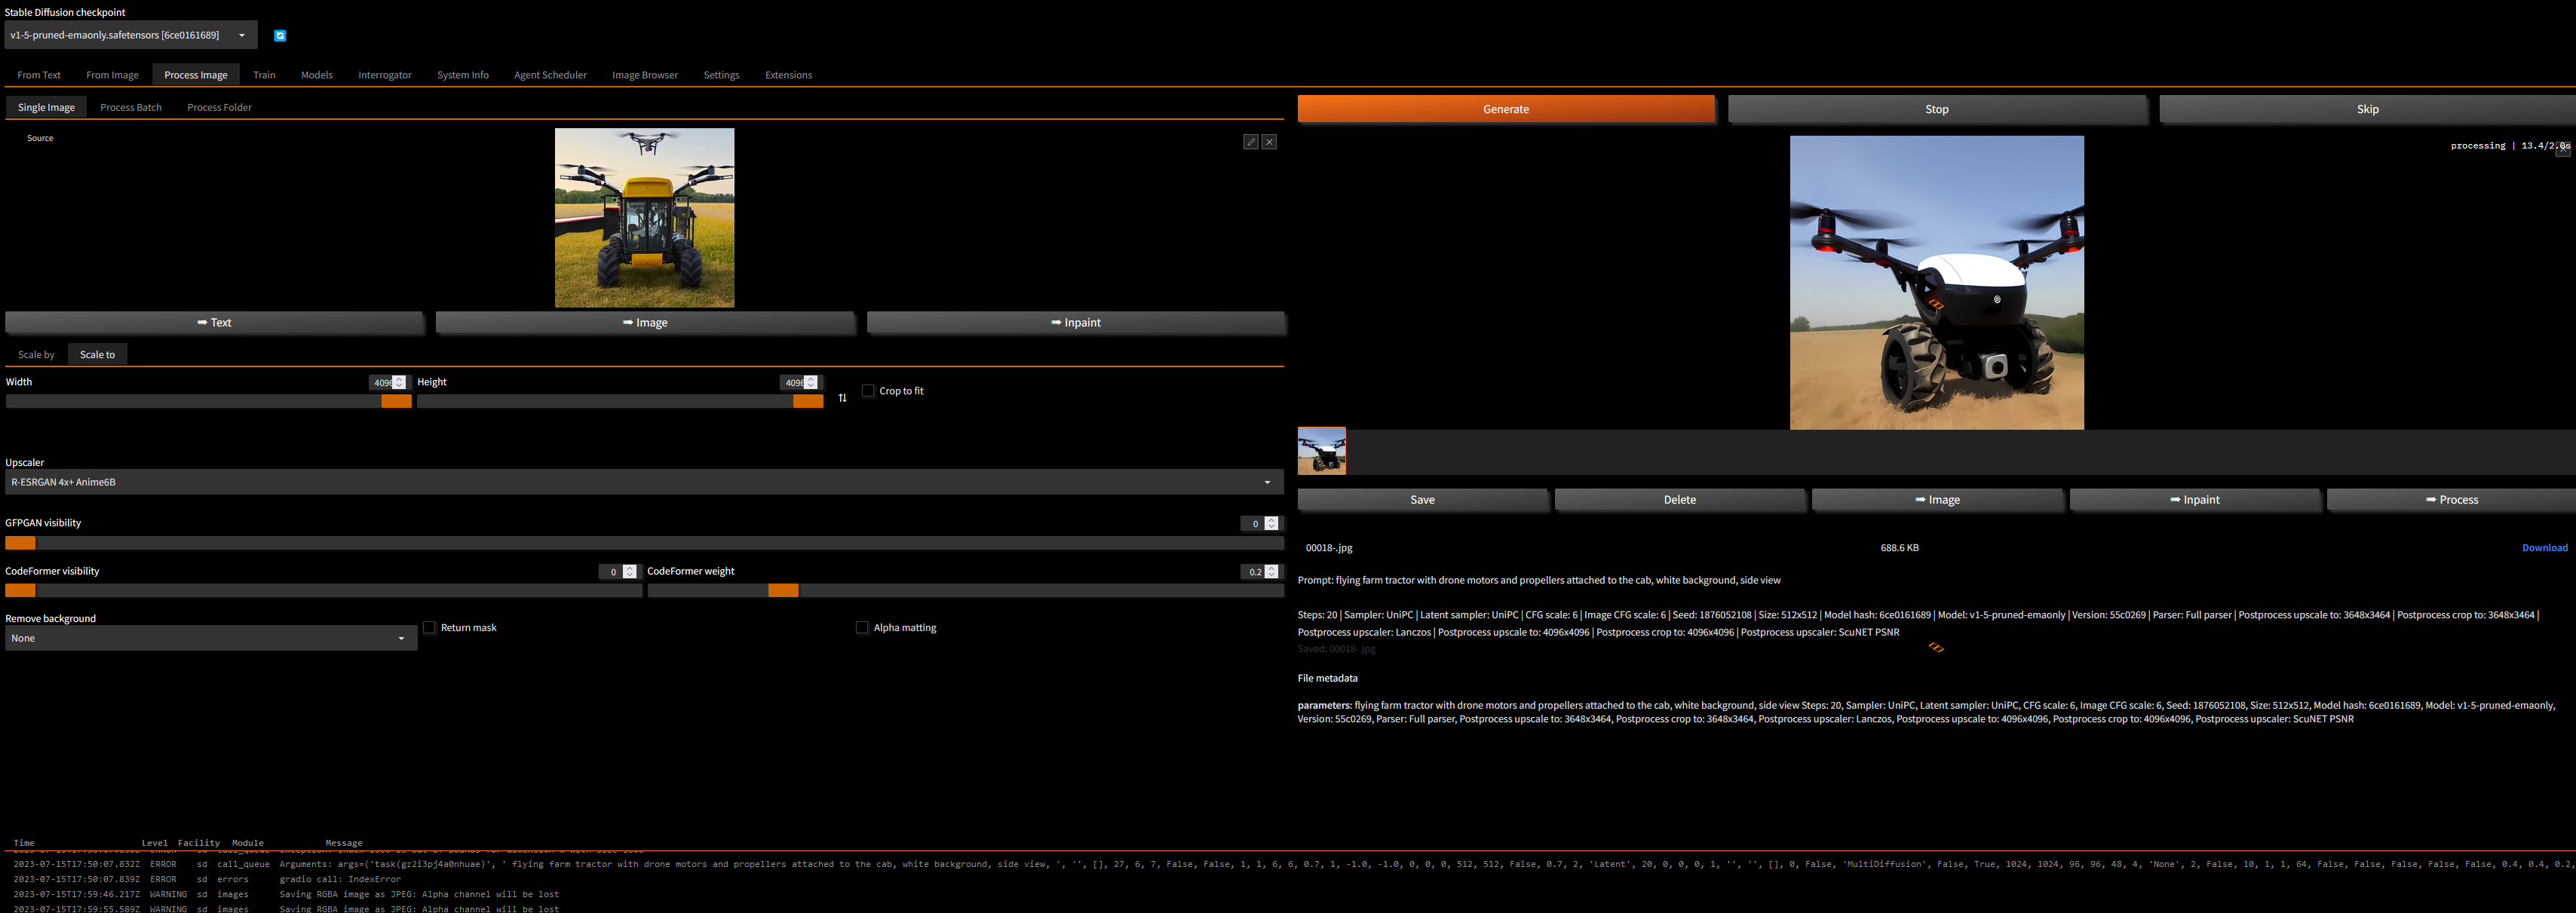 Stable Diffusion checkpoint
v1-5-pruned-emaonly.safetensors [6ce0161689]
From Text From Image Process Image Train Models Interrogator System Info Agent Scheduler Image Browser Settings Extensions
Single Image Process Batch Process Folder
Generate Stop Skip
Source
processing | 13.4/2.0s
➠ Text ➠ Image ➠ Inpaint
Scale by Scale to
Width 4096 Height 4096
Crop to fit
Upscaler
R-ESRGAN 4x+ Anime6B
GFPGAN visibility 0
CodeFormer visibility 0 CodeFormer weight 0.2
Remove background
None
Return mask Alpha matting
Save Delete ➠ Image ➠ Inpaint ➠ Process
00018-.jpg 688.6 KB Download
Prompt: flying farm tractor with drone motors and propellers attached to the cab, white background, side view
Steps: 20 | Sampler: UniPC | Latent sampler: UniPC | CFG scale: 6 | Image CFG scale: 6 | Seed: 1876052108 | Size: 512x512 | Model hash: 6ce0161689 | Model: v1-5-pruned-emaonly | Version: 55c0269 | Parser: Full parser | Postprocess upscale to: 3648x3464 | Postprocess crop to: 3648x3464 |
Postprocess upscaler: Lanczos | Postprocess upscale to: 4096x4096 | Postprocess crop to: 4096x4096 | Postprocess upscaler: ScuNET PSNR
Saved: 00018-.jpg
File metadata
parameters: flying farm tractor with drone motors and propellers attached to the cab, white background, side view Steps: 20, Sampler: UniPC, Latent sampler: UniPC, CFG scale: 6, Image CFG scale: 6, Seed: 1876052108, Size: 512x512, Model hash: 6ce0161689, Model: v1-5-pruned-emaonly,
Version: 55c0269, Parser: Full parser, Postprocess upscale to: 3648x3464, Postprocess crop to: 3648x3464, Postprocess upscaler: Lanczos, Postprocess upscale to: 4096x4096, Postprocess crop to: 4096x4096, Postprocess upscaler: ScuNET PSNR
Time Level Facility Module Message
2023-07-15T17:50:07.832Z ERROR sd call_queue Arguments: args=('task(gz2i3pj4a0nhuae)', ' flying farm tractor with drone motors and propellers attached to the cab, white background, side view, ', '', [], 27, 6, 7, False, False, 1, 1, 6, 6, 0.7, 1, -1.0, -1.0, 0, 0, 0, 512, 512, False, 0.7, 2, 'Latent', 20, 0, 0, 0, 1, '', '', [], 0, False, 'MultiDiffusion', False, True, 1024, 1024, 96, 96, 48, 4, 'None', 2, False, 10, 1, 1, 64, False, False, False, False, False, 0.4, 0.4, 0.2,
2023-07-15T17:50:07.839Z ERROR sd errors gradio call: IndexError
2023-07-15T17:59:46.217Z WARNING sd images Saving RGBA image as JPEG: Alpha channel will be lost
2023-07-15T17:59:55.589Z WARNING sd images Saving RGBA image as JPEG: Alpha channel will be lost